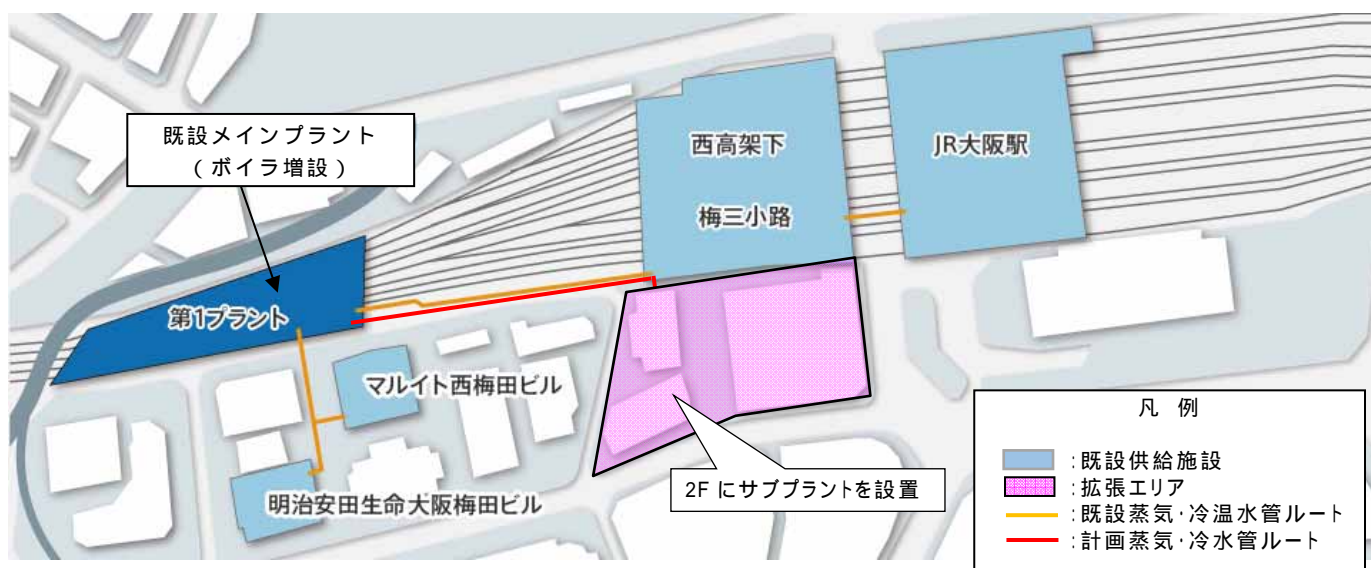 既設メインプラント
(ボイラ増設)
西高架下
JR大阪駅
梅三小路
第1プラント
マルイト西梅田ビル
明治安田生命大阪梅田ビル
2Fにサブプラントを設置
凡 例
:既設供給施設
:拡張エリア
:既設蒸気・冷温水管ルート
:計画蒸気・冷水管ルート